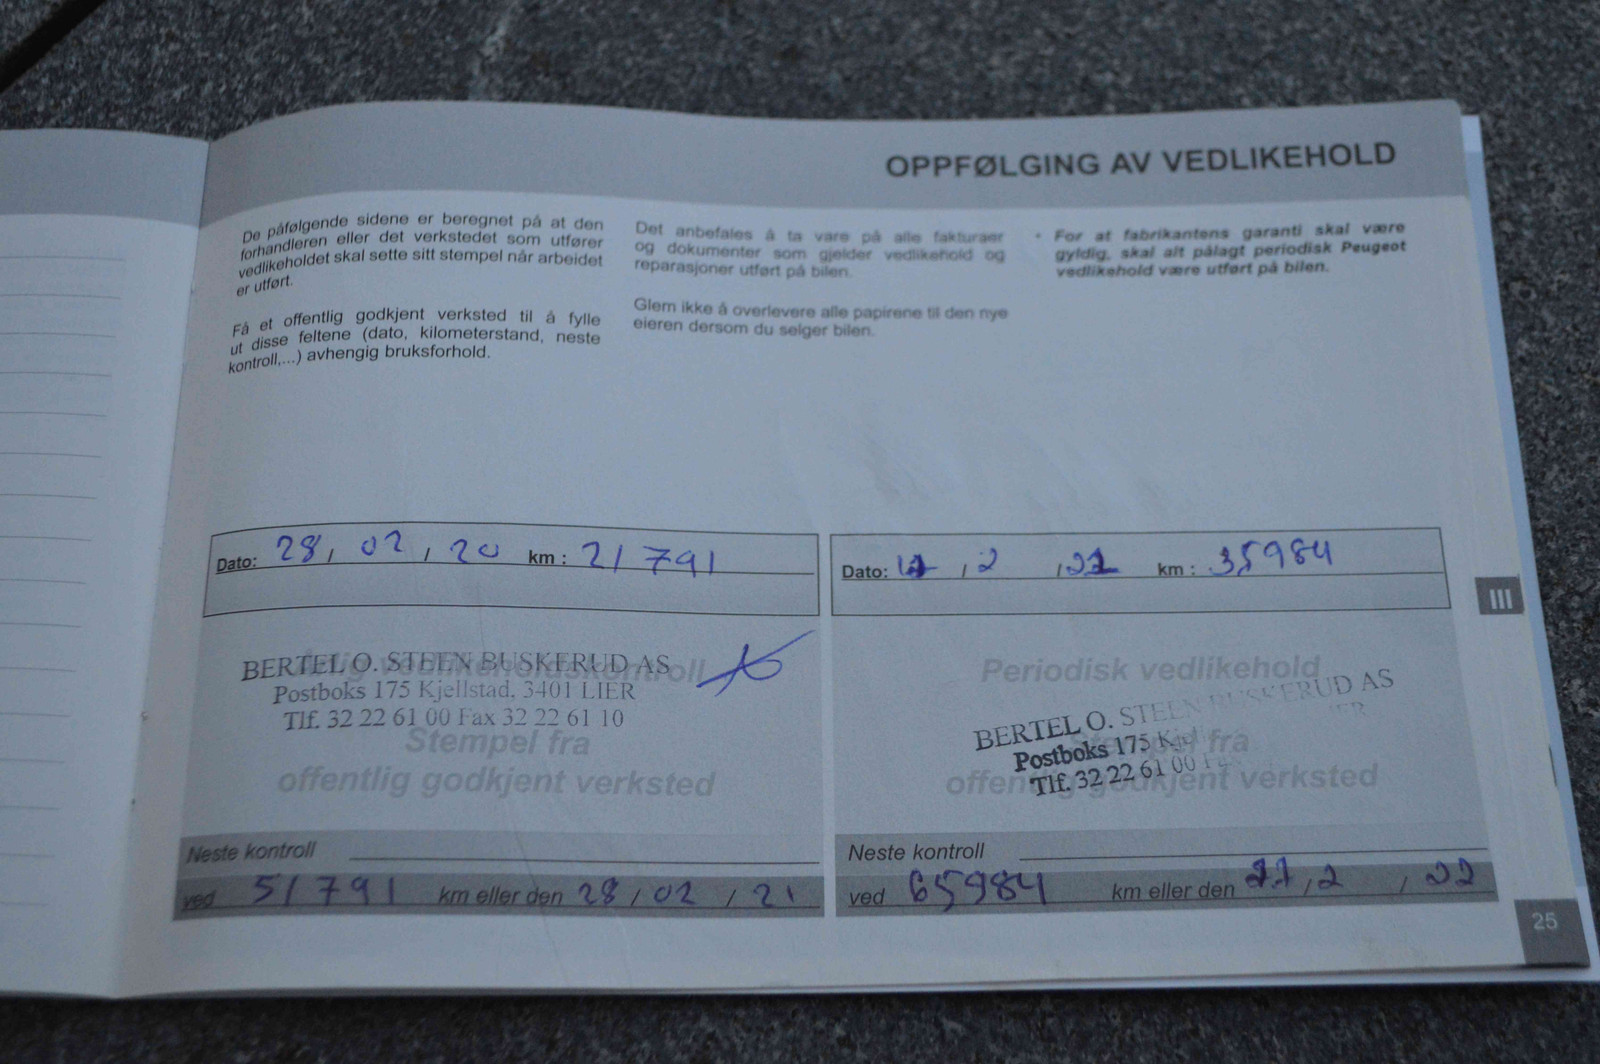 OPPFØLGING AV VEDLIKEHOLD
De påfølgende sidene er beregnet på at den
forhandleren eller det verkstedet som utfører
vedlikeholdet skal sette sitt stempel når arbeidet
er utført.
Få et offentlig godkjent verksted til å fylle
ut disse feltene (dato, kilometerstand, neste
kontroll,...) avhengig bruksforhold.
Det anbefales å ta vare på alle fakturaer
og dokumenter som gjelder vedlikehold og
reparasjoner utført på bilen.
Glem ikke å overlevere alle papirene til den nye
eieren dersom du selger bilen.
• For at fabrikantens garanti skal være
gyldig, skal alt pålagt periodisk Peugeot
vedlikehold være utført på bilen.
Dato: 28 / 02 / 20 km : 21791
Årlig vedlikeholdskontroll
BERTEL O. STEEN BUSKERUD AS
Postboks 175 Kjellstad, 3401 LIER
Tlf. 32 22 61 00 Fax 32 22 61 10
Stempel fra
offentlig godkjent verksted
Neste kontroll
ved 51791 km eller den 28 / 02 / 21
Dato: / 2 / km : 35984
Periodisk vedlikehold
BERTEL O. STEEN BUSKERUD AS
Postboks 175
Tlf. 32 22 61 00
Stempel fra
offentlig godkjent verksted
Neste kontroll
ved 65984 km eller den / 2 / 22
III
25